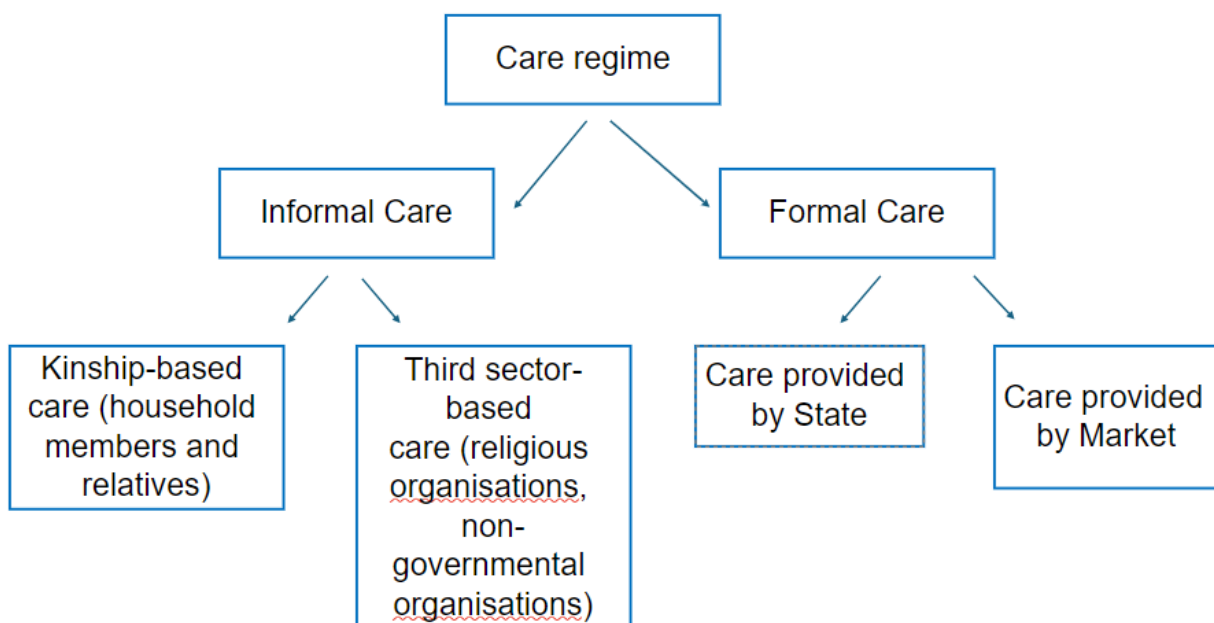 Care regime
Informal Care
Formal Care
Kinship-based
care (household
members and
relatives)
Third sector-
based
care (religious
organisations,
non-
governmental
organisations)
Care provided
by State
Care provided
by Market